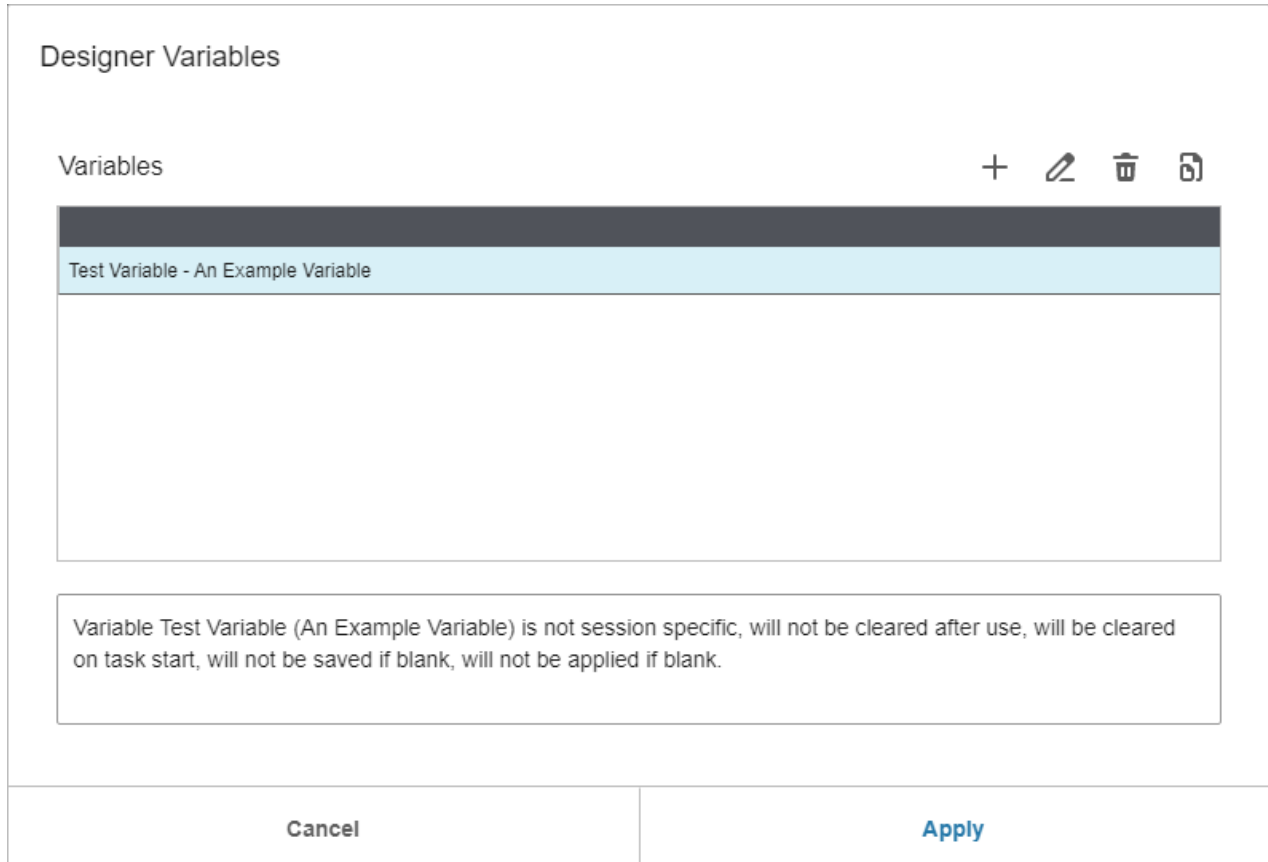 Designer Variables
Variables
Test Variable - An Example Variable
Variable Test Variable (An Example Variable) is not session specific, will not be cleared after use, will be cleared
on task start, will not be saved if blank, will not be applied if blank.
Cancel
Apply